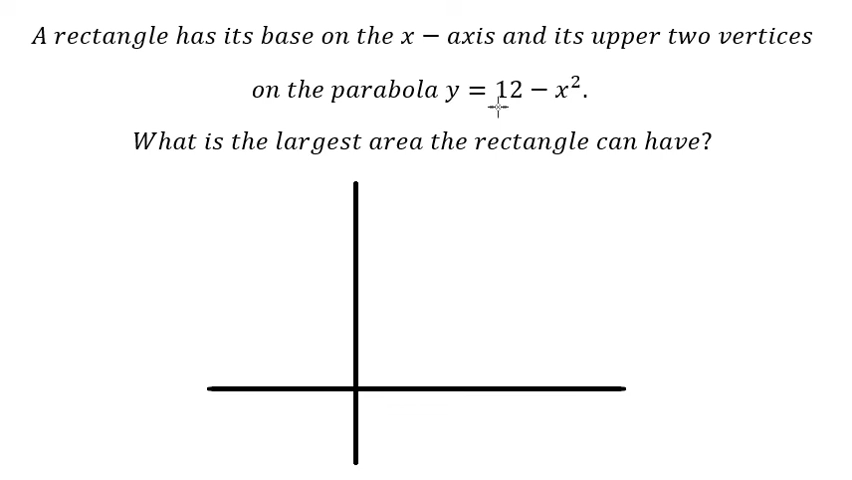 A rectangle has its base on the x − axis and its upper two vertices
on the parabola y = 12 − x².
What is the largest area the rectangle can have?